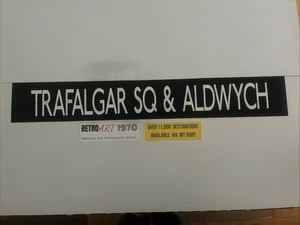 TRAFALGAR SQ & ALDWYCH
RETROART 1970
OVER 11,000 DESTINATIONS
AVAILABLE VIA MY SHOP